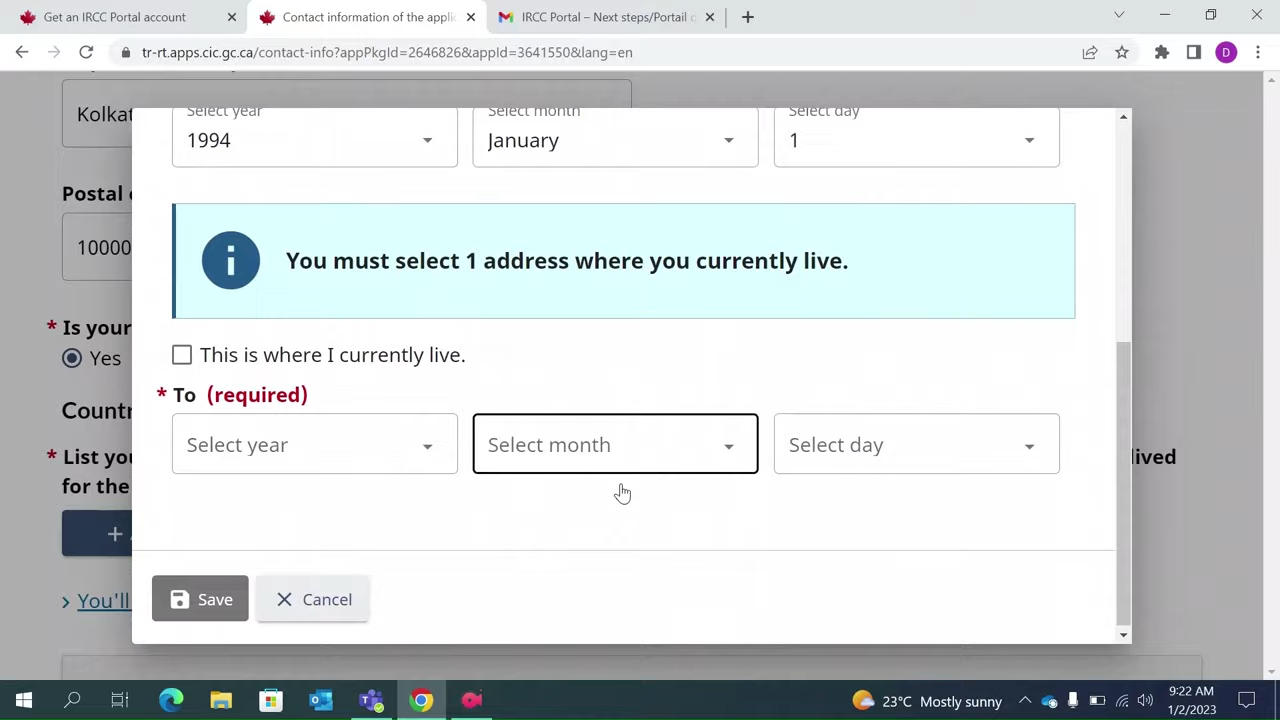 Get an IRCC Portal account
Contact information of the applic
IRCC Portal – Next steps/Portail d
tr-rt.apps.cic.gc.ca/contact-info?appPkgId=2646826&appId=3641550&lang=en
D
Kolkat
Select year
Select month
Select day
1994
January
1
Postal
10000
You must select 1 address where you currently live.
* Is your
Yes
This is where I currently live.
* To (required)
Countr
Select year
Select month
Select day
* List you
lived
for the
+
Save
Cancel
You'll
23°C Mostly sunny
9:22 AM
1/2/2023